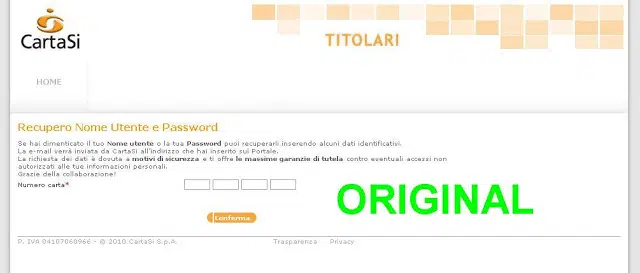 CartaSi
TITOLARI
HOME
Recupero Nome Utente e Password
Se hai dimenticato il tuo Nome utente o la tua Password puoi recuperarli inserendo alcuni dati identificativi.
La e-mail verrà inviata da CartaSi all'indirizzo che hai inserito sul Portale.
La richiesta dei dati è dovuta a motivi di sicurezza e ti offre le massime garanzie di tutela contro eventuali accessi non
autorizzati alle tue informazioni personali.
Grazie della collaborazione!
Numero carta*
ORIGINAL
Conferma
P. IVA 04107060966 - © 2010 CartaSi S.p.A.
Trasparenza Privacy